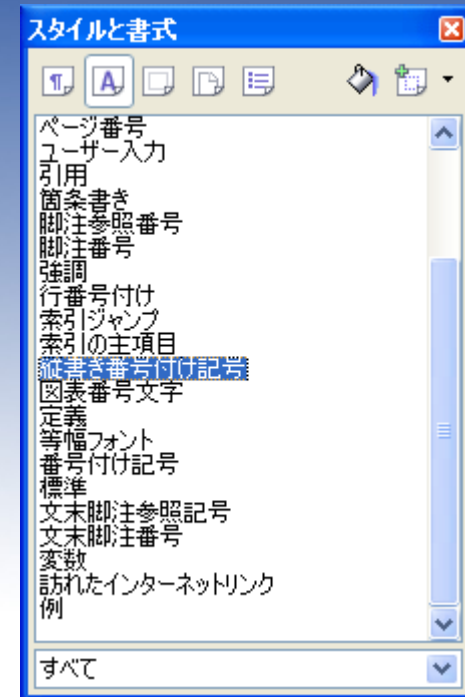 スタイルと書式
ページ番号
ユーザー入力
引用
箇条書き
脚注参照番号
脚注番号
強調
行番号付け
索引ジャンプ
索引の主項目
縦書き番号付け記号
図表番号文字
定義
等幅フォント
番号付け記号
標準
文末脚注参照記号
文末脚注番号
変数
訪れたインターネットリンク
例
すべて